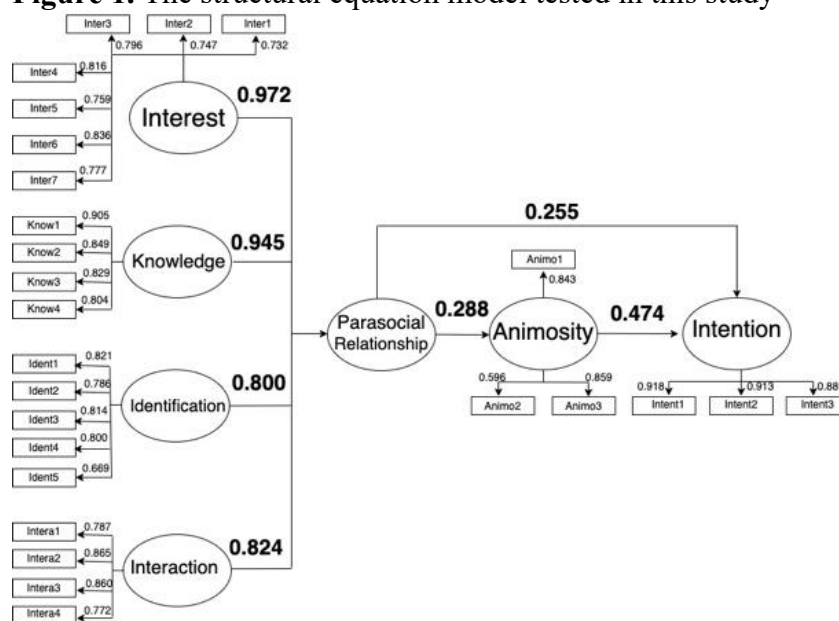 Figure 1. The structural equation model tested in this study
Inter3
Inter2
Inter1
0.796
0.747
0.732
Inter4
0.816
Inter5
0.759
Inter6
0.836
Inter7
0.777
Interest
0.972
Know1
0.905
Know2
0.849
Know3
0.829
Know4
0.804
Knowledge
0.945
Ident1
0.821
Ident2
0.786
Ident3
0.814
Ident4
0.800
Ident5
0.669
Identification
0.800
Intera1
0.787
Intera2
0.865
Intera3
0.860
Intera4
0.772
Interaction
0.824
Parasocial
Relationship
0.255
0.288
Animo1
0.843
Animosity
0.596
0.859
Animo2
Animo3
0.474
Intention
0.918
0.913
0.88
Intent1
Intent2
Intent3